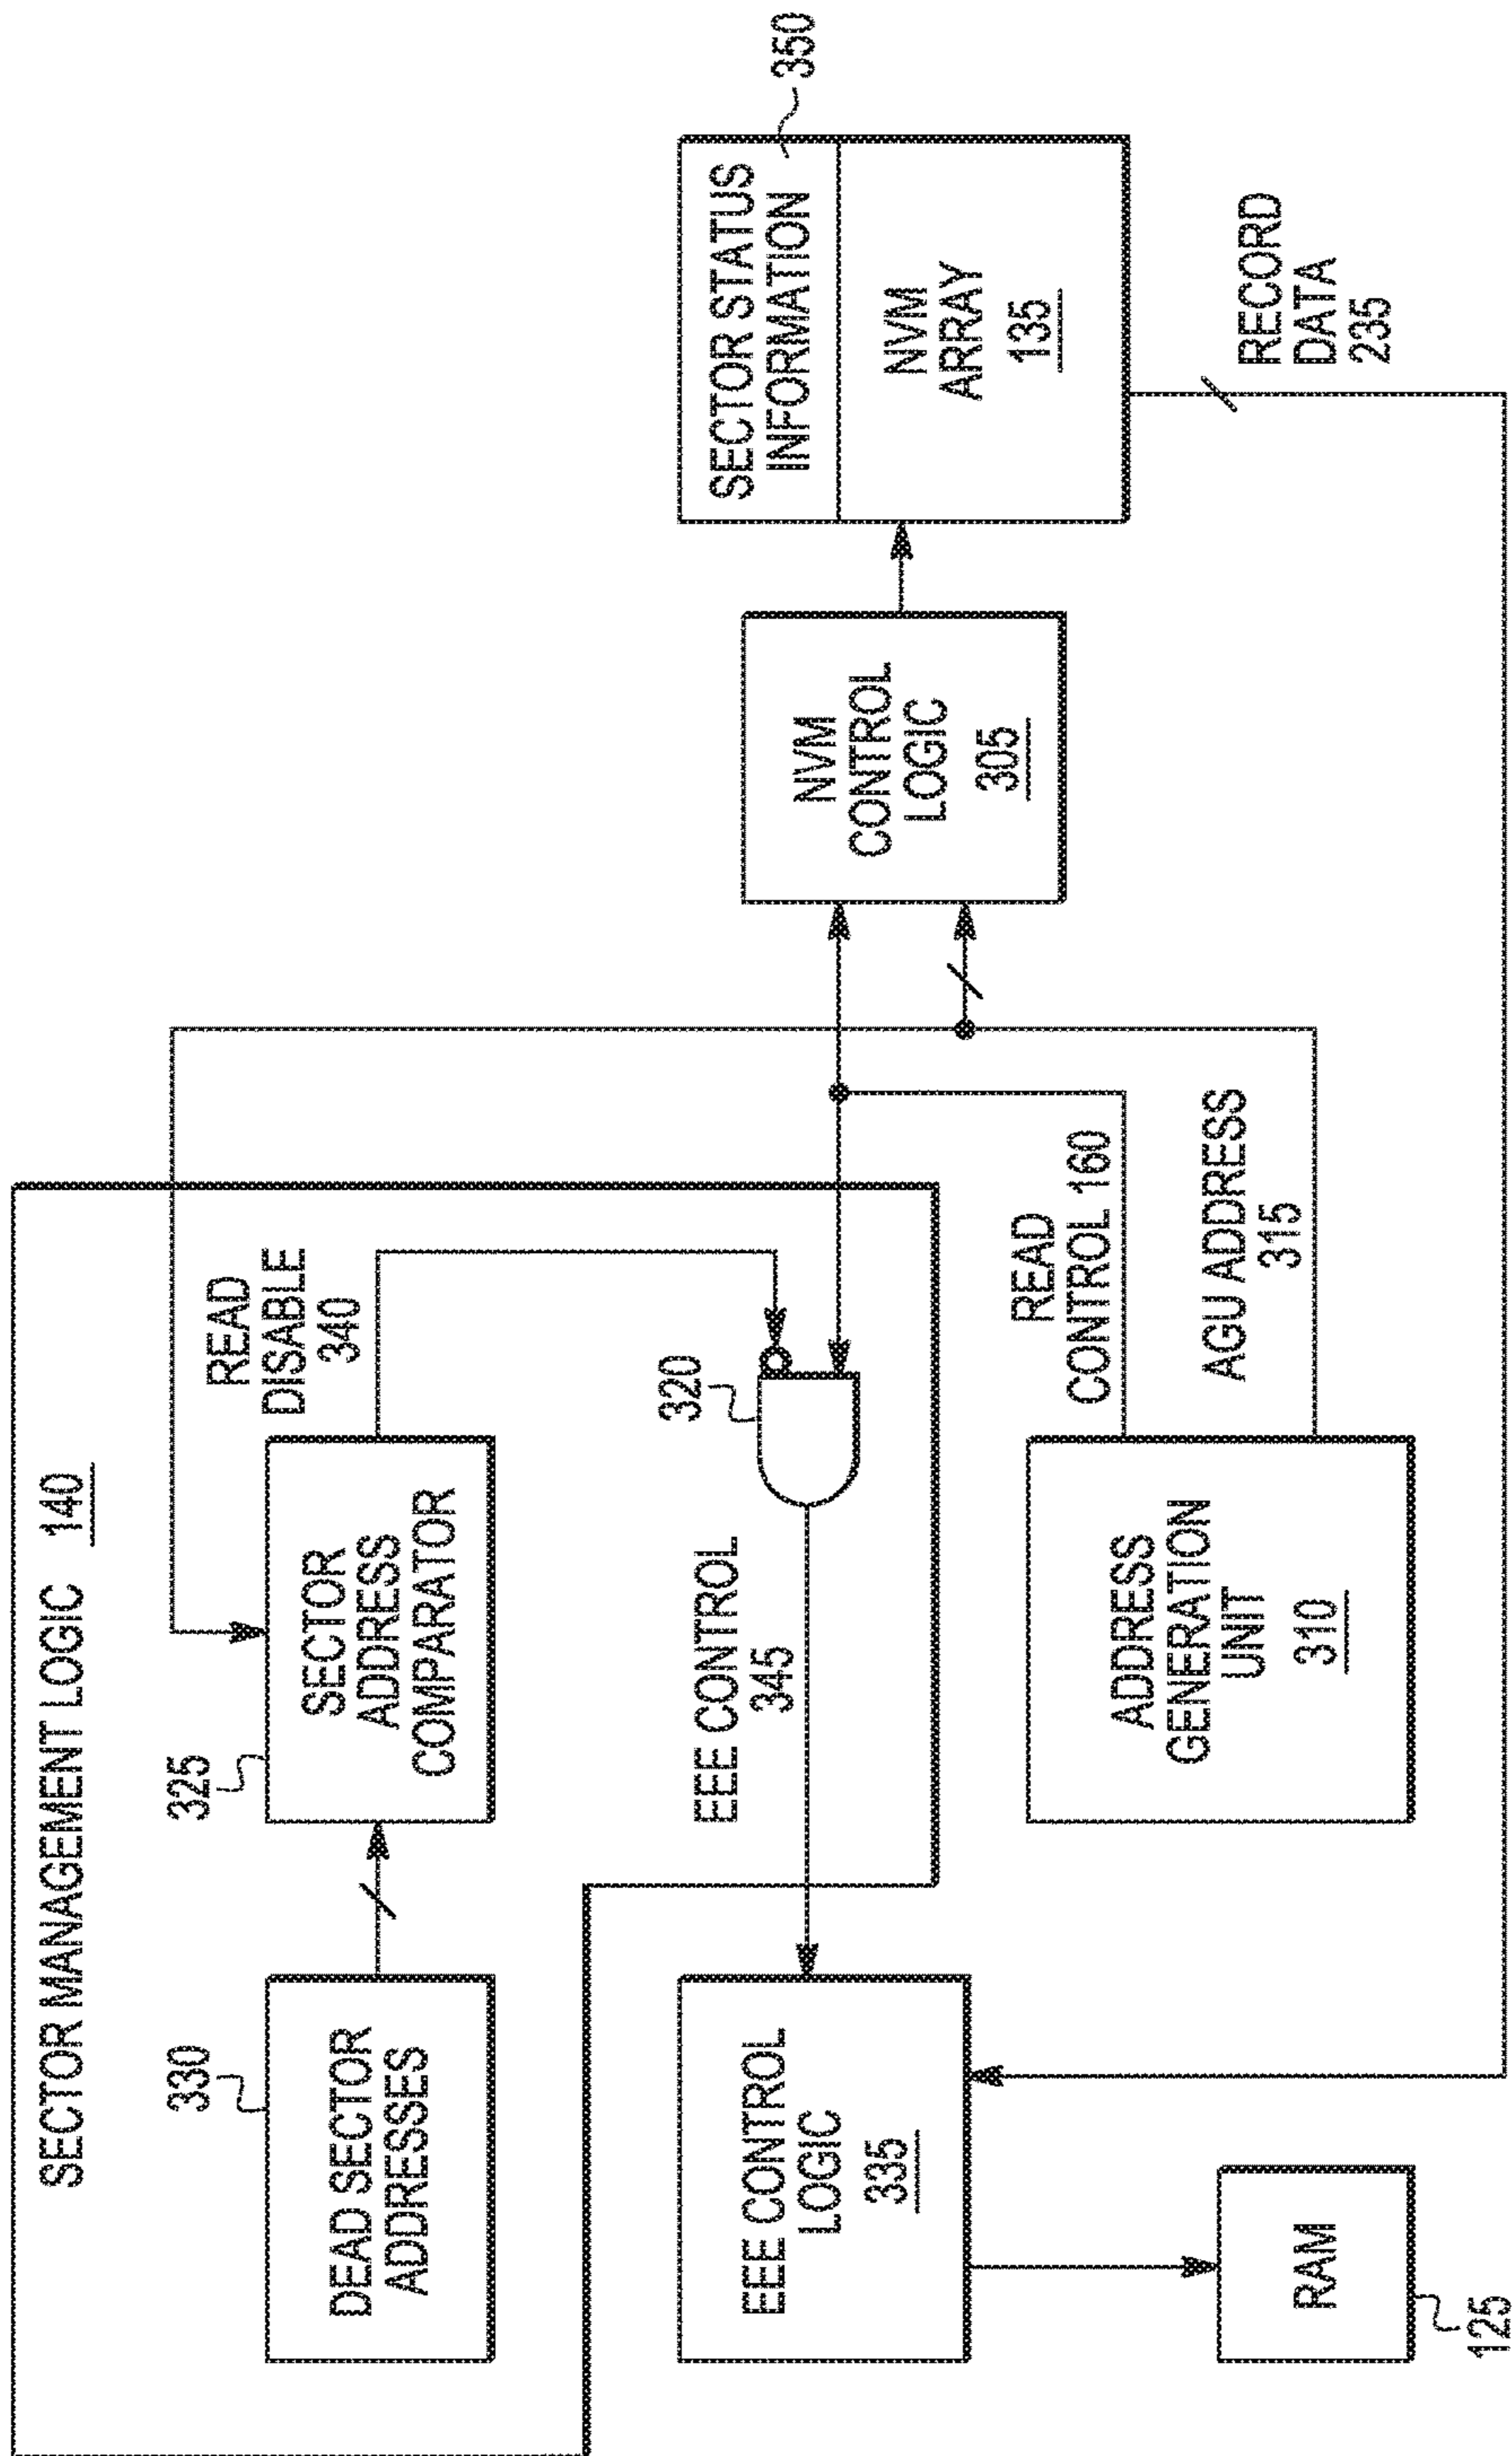 SECTOR MANAGEMENT LOGIC 140
330
DEAD SECTOR
ADDRESSES
325
SECTOR
ADDRESS
COMPARATOR
READ
DISABLE
340
EEE CONTROL
LOGIC
335
EEE CONTROL
345
320
RAM
125
ADDRESS
GENERATION
UNIT
310
READ
CONTROL 160
AGU ADDRESS
315
NVM
CONTROL
LOGIC
305
SECTOR STATUS
INFORMATION
350
NVM
ARRAY
135
RECORD
DATA
235